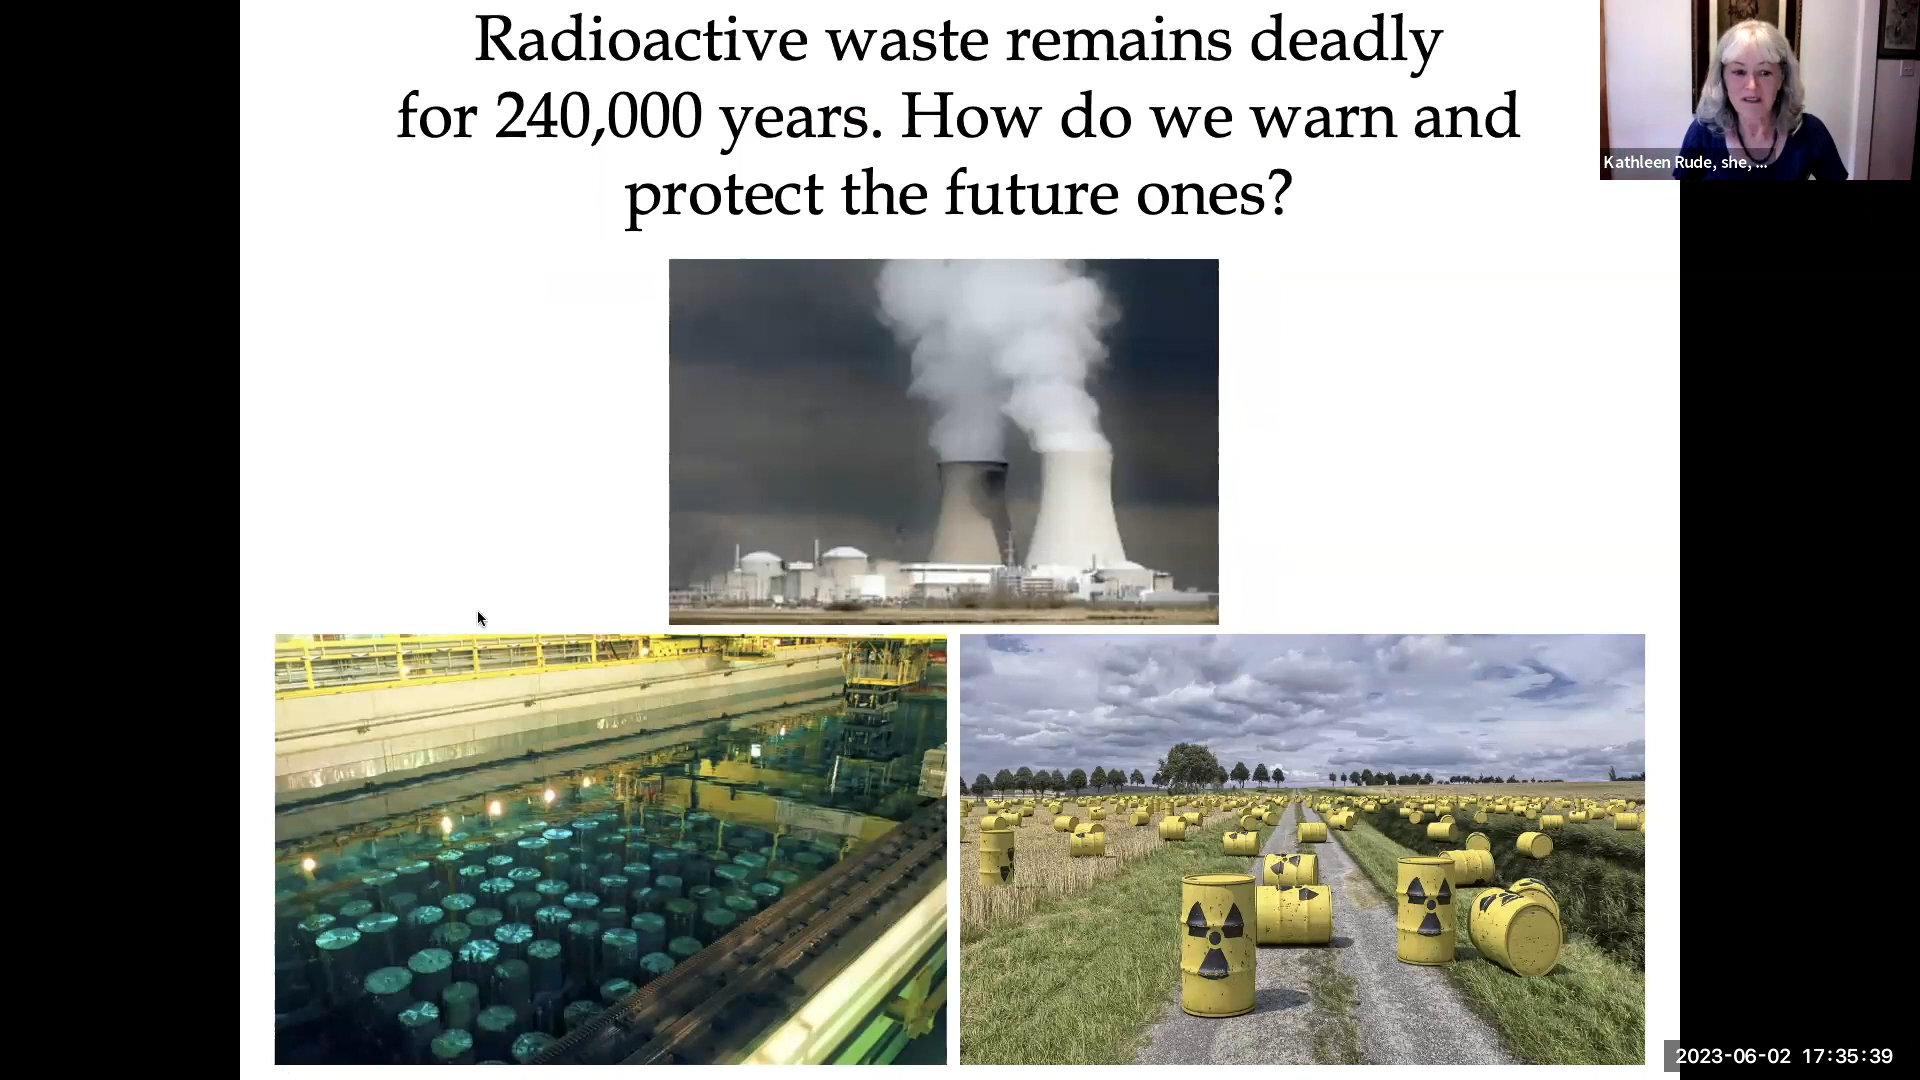 Radioactive waste remains deadly
for 240,000 years. How do we warn and
protect the future ones?
Kathleen Rude, she, ...
2023-06-02 17:35:39